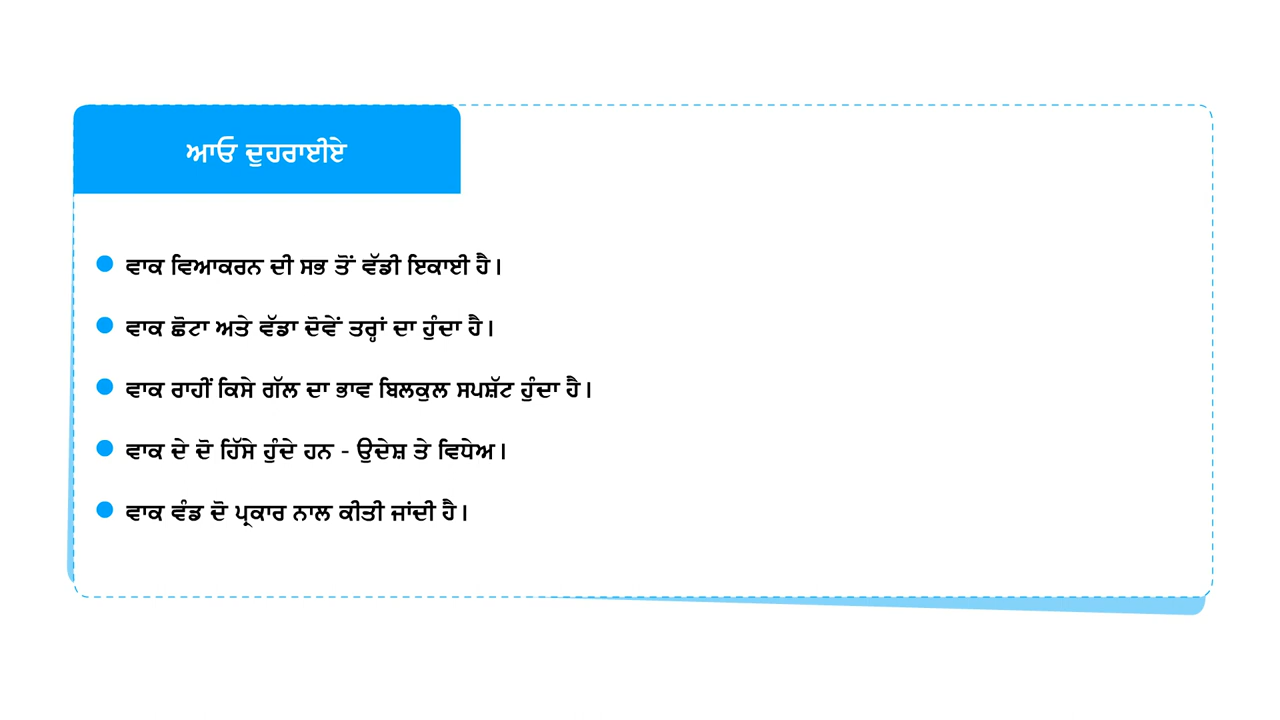 ਆਓ ਦੁਹਰਾਈਏ
ਵਾਕ ਵਿਆਕਰਨ ਦੀ ਸਭ ਤੋਂ ਵੱਡੀ ਇਕਾਈ ਹੈ।
ਵਾਕ ਛੋਟਾ ਅਤੇ ਵੱਡਾ ਦੋਵੇਂ ਤਰ੍ਹਾਂ ਦਾ ਹੁੰਦਾ ਹੈ।
ਵਾਕ ਰਾਹੀਂ ਕਿਸੇ ਗੱਲ ਦਾ ਭਾਵ ਬਿਲਕੁਲ ਸਪਸ਼ੱਟ ਹੁੰਦਾ ਹੈ।
ਵਾਕ ਦੇ ਦੋ ਹਿੱਸੇ ਹੁੰਦੇ ਹਨ - ਉਦੇਸ਼ ਤੇ ਵਿਧੇਅ।
ਵਾਕ ਵੰਡ ਦੋ ਪ੍ਰਕਾਰ ਨਾਲ ਕੀਤੀ ਜਾਂਦੀ ਹੈ।